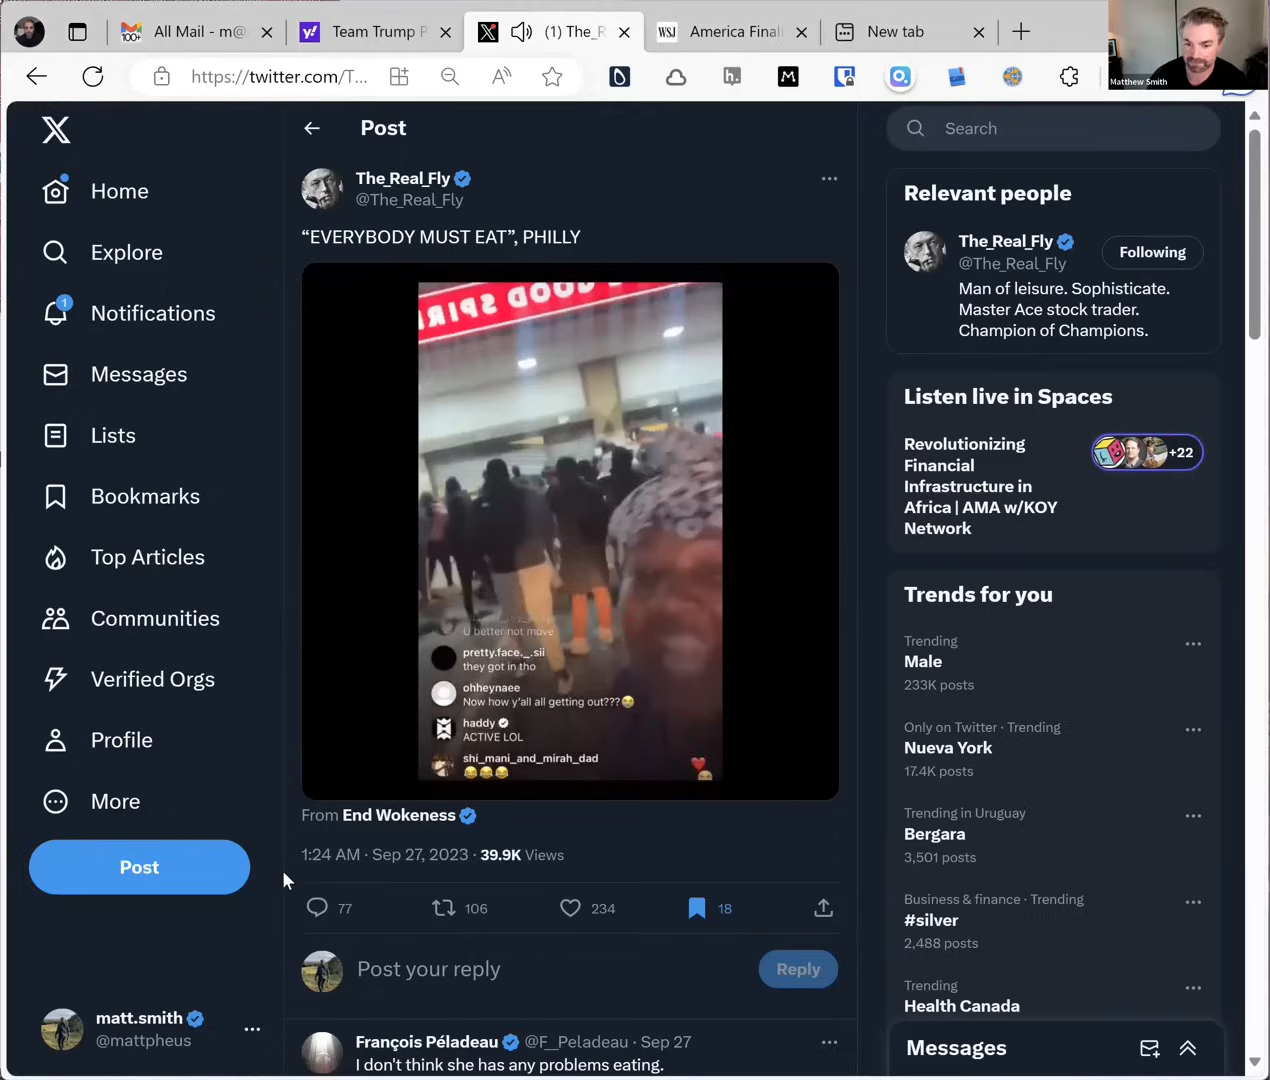 All Mail - m@
Team Trump P
(1) The_R
WSJ
America Final
New tab
100+
https://twitter.com/T...
Matthew Smith
Home
Explore
1
Notifications
Messages
Lists
Bookmarks
Top Articles
Communities
Verified Orgs
Profile
More
Post
matt.smith
@mattpheus
Post
The_Real_Fly
@The_Real_Fly
“EVERYBODY MUST EAT”, PHILLY
GOOD SPIRI
U better not move
pretty.face._.sii
they got in tho
ohheynaee
Now how y'all all getting out???😭
haddy
ACTIVE LOL
shi_mani_and_mirah_dad
😂😂😂
From End Wokeness
1:24 AM · Sep 27, 2023 · 39.9K Views
77
106
234
18
Post your reply
Reply
François Péladeau @F__Peladeau · Sep 27
I don't think she has any problems eating.
Search
Relevant people
The_Real_Fly
@The_Real_Fly
Following
Man of leisure. Sophisticate.
Master Ace stock trader.
Champion of Champions.
Listen live in Spaces
Revolutionizing
Financial
Infrastructure in
Africa | AMA w/KOY
Network
+22
Trends for you
Trending
Male
233K posts
Only on Twitter · Trending
Nueva York
17.4K posts
Trending in Uruguay
Bergara
3,501 posts
Business & finance · Trending
#silver
2,488 posts
Trending
Health Canada
Messages